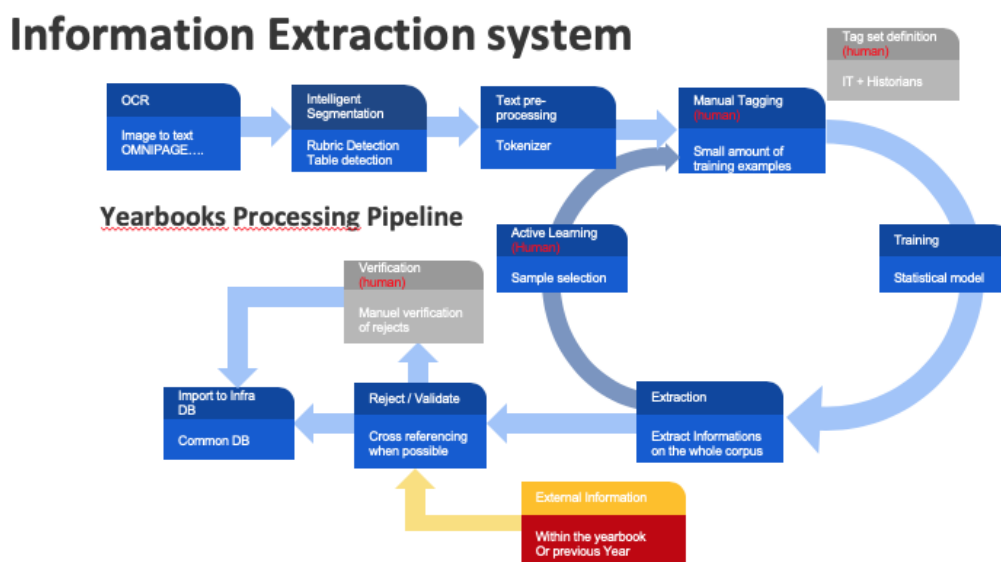 Information Extraction system
Tag set definition
(human)
IT + Historians
OCR
Image to text
OMNIPAGE....
Intelligent
Segmentation
Rubric Detection
Table detection
Text pre-
processing
Tokenizer
Manual Tagging
(human)
Small amount of
training examples
Yearbooks Processing Pipeline
Active Learning
(Human)
Sample selection
Training
Statistical model
Verification
(human)
Manuel verification
of rejects
Import to Infra
DB
Common DB
Reject / Validate
Cross referencing
when possible
Extraction
Extract Informations
on the whole corpus
External Information
Within the yearbook
Or previous Year